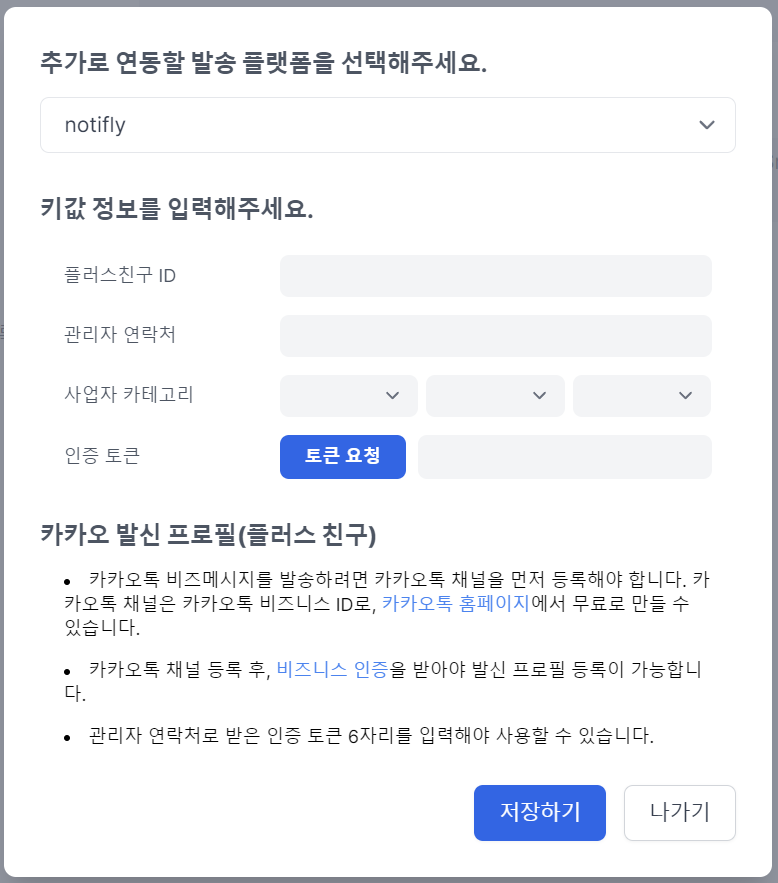 추가로 연동할 발송 플랫폼을 선택해주세요.
notifly
키값 정보를 입력해주세요.
플러스친구 ID
관리자 연락처
사업자 카테고리
인증 토큰
토큰 요청
카카오 발신 프로필(플러스 친구)
• 카카오톡 비즈메시지를 발송하려면 카카오톡 채널을 먼저 등록해야 합니다. 카
카오톡 채널은 카카오톡 비즈니스 ID로, 카카오톡 홈페이지에서 무료로 만들 수
있습니다.
• 카카오톡 채널 등록 후, 비즈니스 인증을 받아야 발신 프로필 등록이 가능합니
다.
• 관리자 연락처로 받은 인증 토큰 6자리를 입력해야 사용할 수 있습니다.
저장하기
나가기